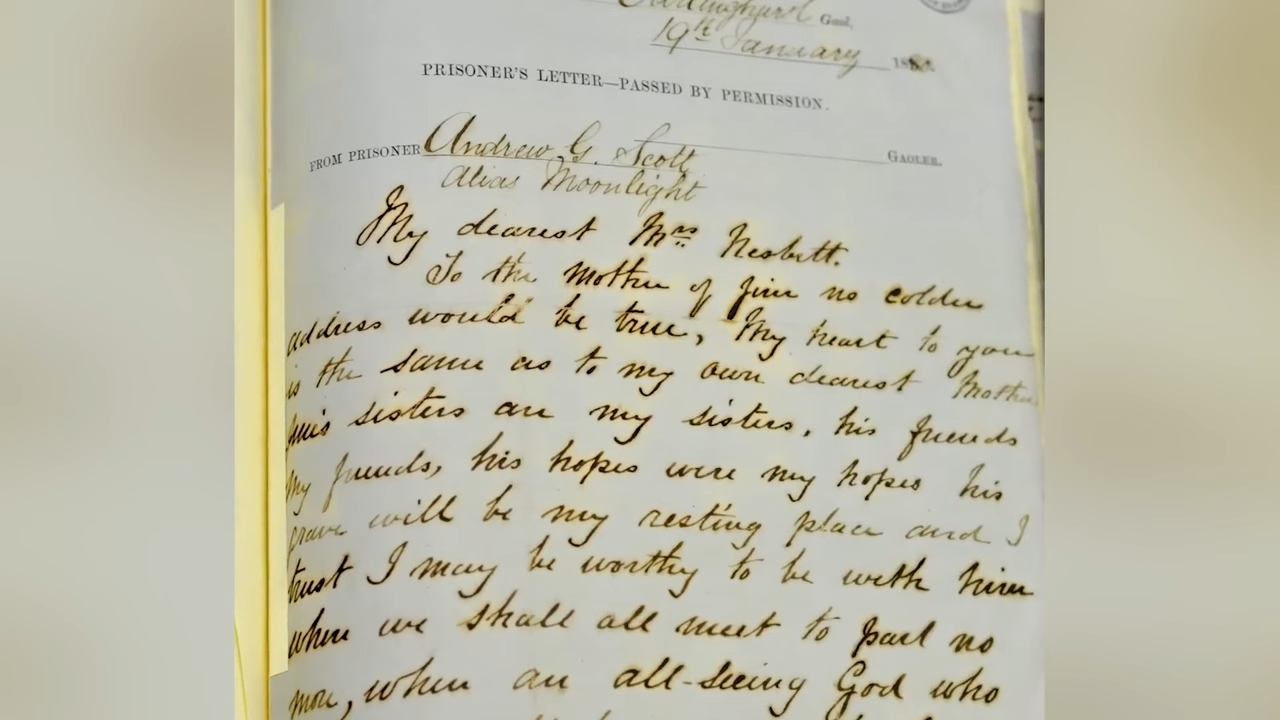 Darlinghurst Gaol,
19th January 188
PRISONER'S LETTER—PASSED BY PERMISSION.
FROM PRISONER Andrew G. Scott GAOLER.
Alias Moonlight
My dearest Mrs Nesbitt.
To the Mother of Jim no colder
address would be true, My heart to you
is the same as to my own dearest Mother
Jim's sisters are my sisters, his friends
My friends, his hopes were my hopes his
grave will be my resting place and I
trust I may be worthy to be with him
when we shall all meet to part no
more, when an all-seeing God who